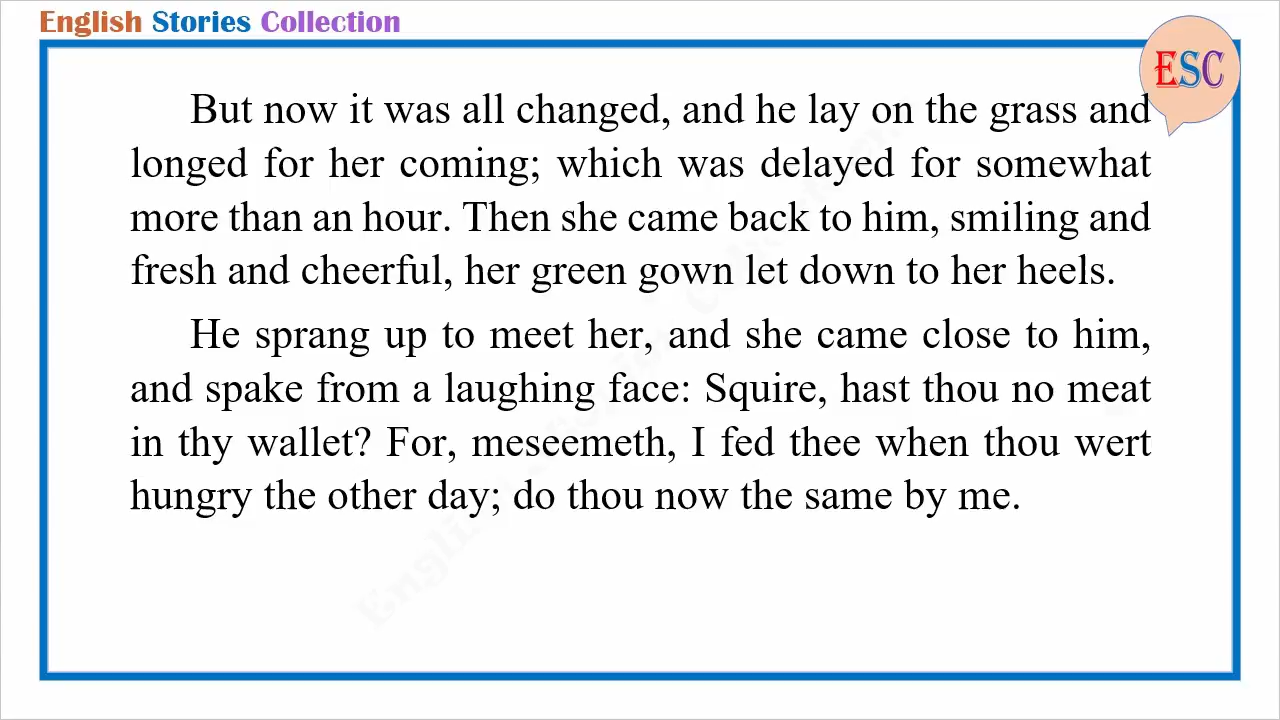 English Stories Collection
ESC
But now it was all changed, and he lay on the grass and
longed for her coming; which was delayed for somewhat
more than an hour. Then she came back to him, smiling and
fresh and cheerful, her green gown let down to her heels.
He sprang up to meet her, and she came close to him,
and spake from a laughing face: Squire, hast thou no meat
in thy wallet? For, meseemeth, I fed thee when thou wert
hungry the other day; do thou now the same by me.